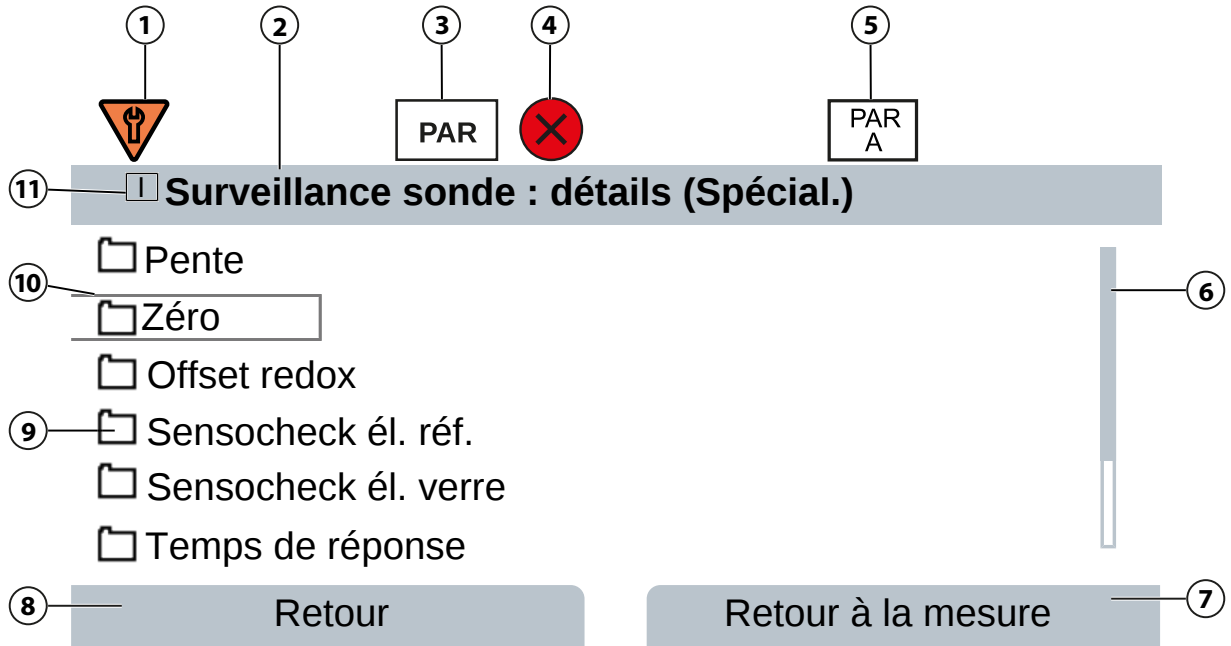 1 2 3 4 5
PAR
PAR
A
11 I Surveillance sonde : détails (Spécial.)
Pente
10 6
Zéro
Offset redox
9 Sensocheck él. réf.
Sensocheck él. verre
Temps de réponse
8 Retour Retour à la mesure 7